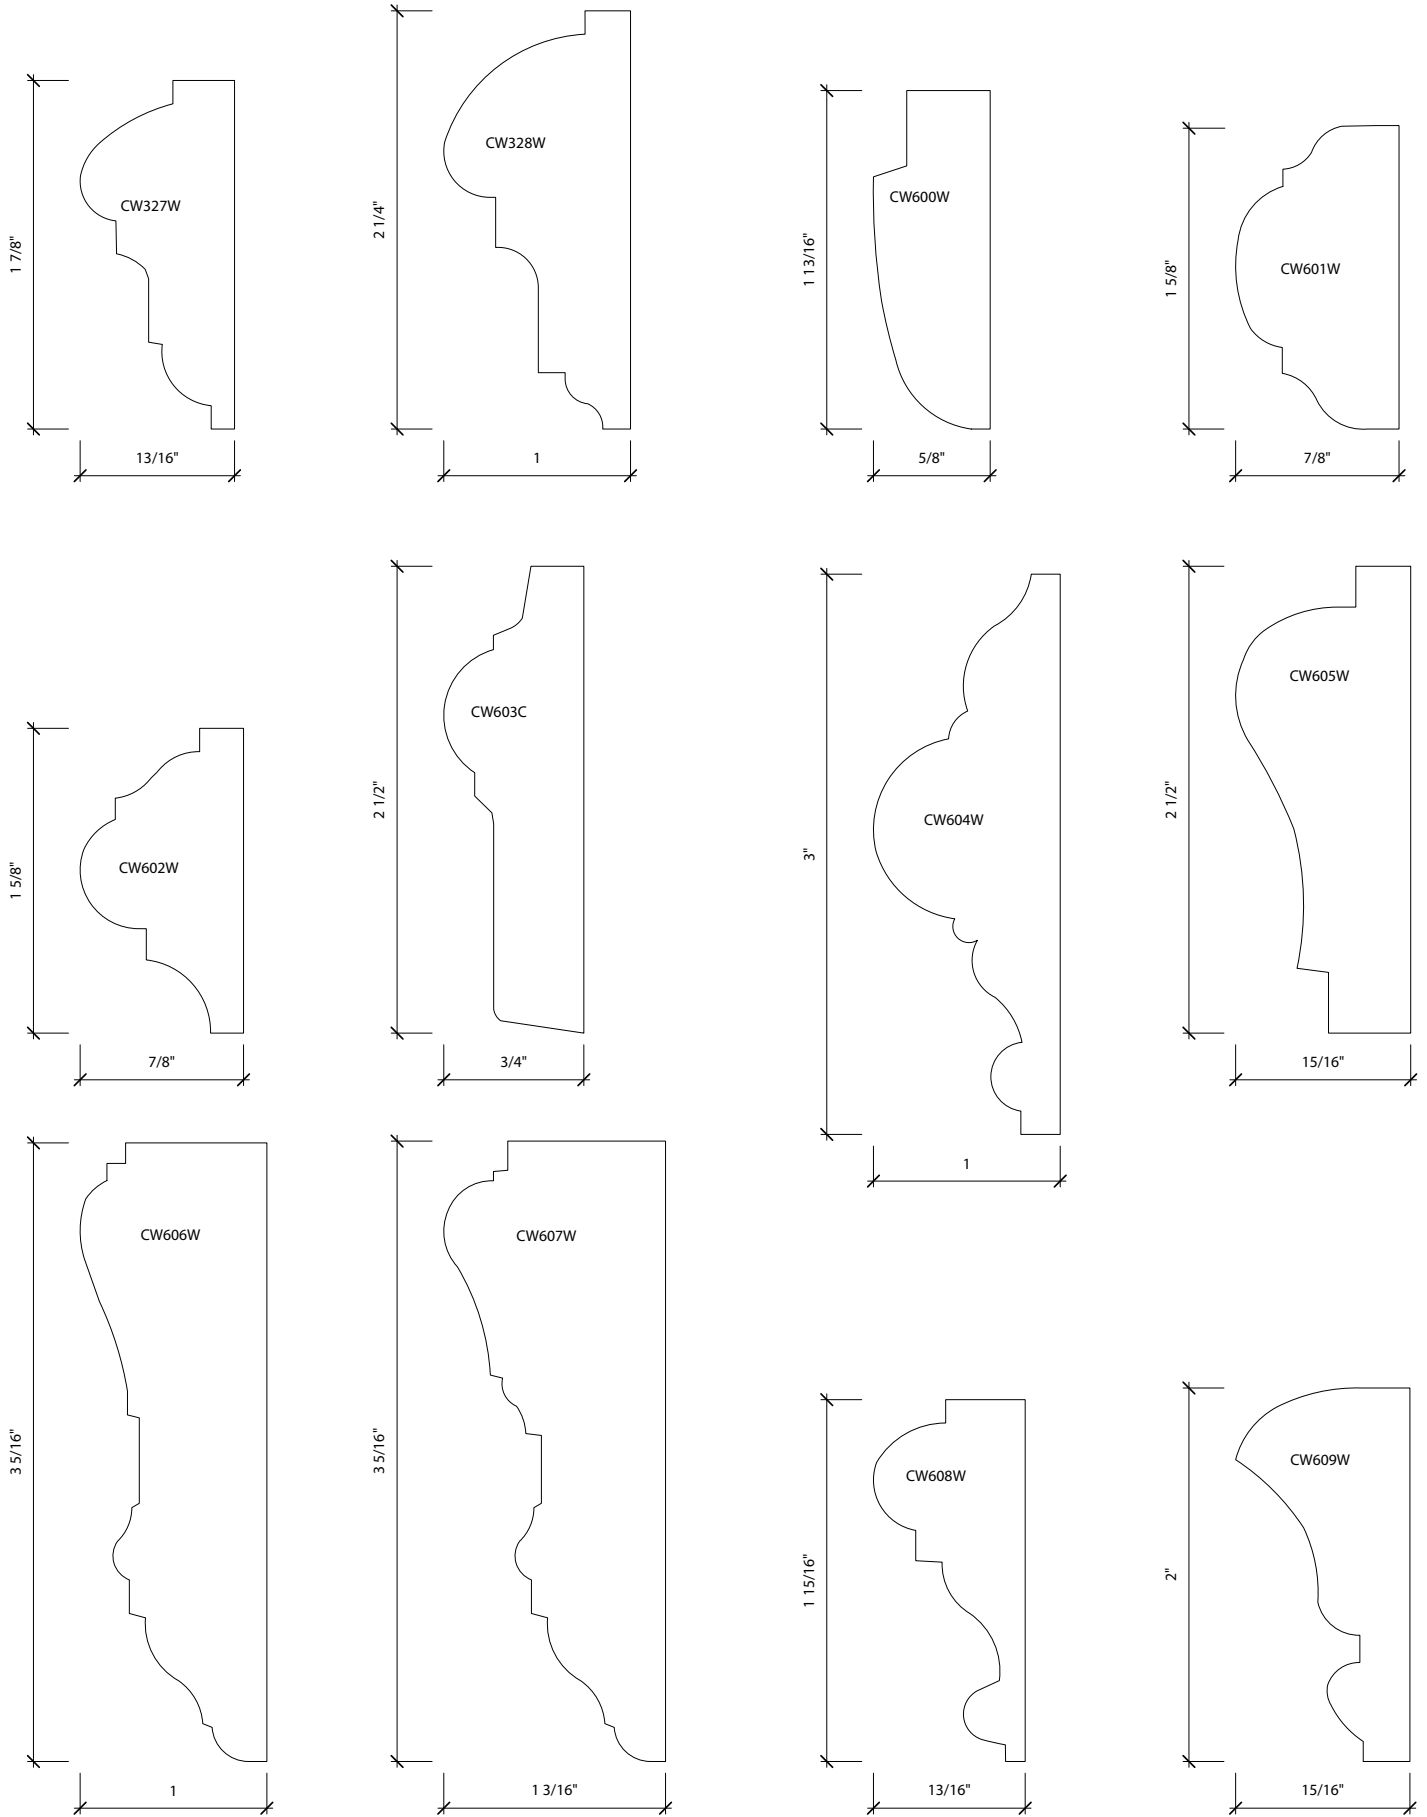 CW327W
1 7/8"
13/16"
CW328W
2 1/4"
1
CW600W
1 13/16"
5/8"
CW601W
1 5/8"
7/8"
CW602W
1 5/8"
7/8"
CW603C
2 1/2"
3/4"
CW604W
3"
1
CW605W
2 1/2"
15/16"
CW606W
3 5/16"
1
CW607W
3 5/16"
1 3/16"
CW608W
1 15/16"
13/16"
CW609W
2"
15/16"